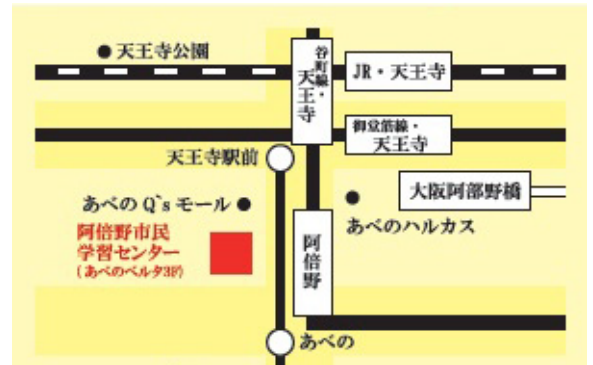 ● 天王寺公園
谷町線・
天王寺
JR・天王寺
御堂筋線・
天王寺
天王寺駅前
あべの Q`s モール ●
大阪阿部野橋
●
あべのハルカス
阿倍野市民
学習センター
(あべのベルタ3F)
阿倍野
あべの